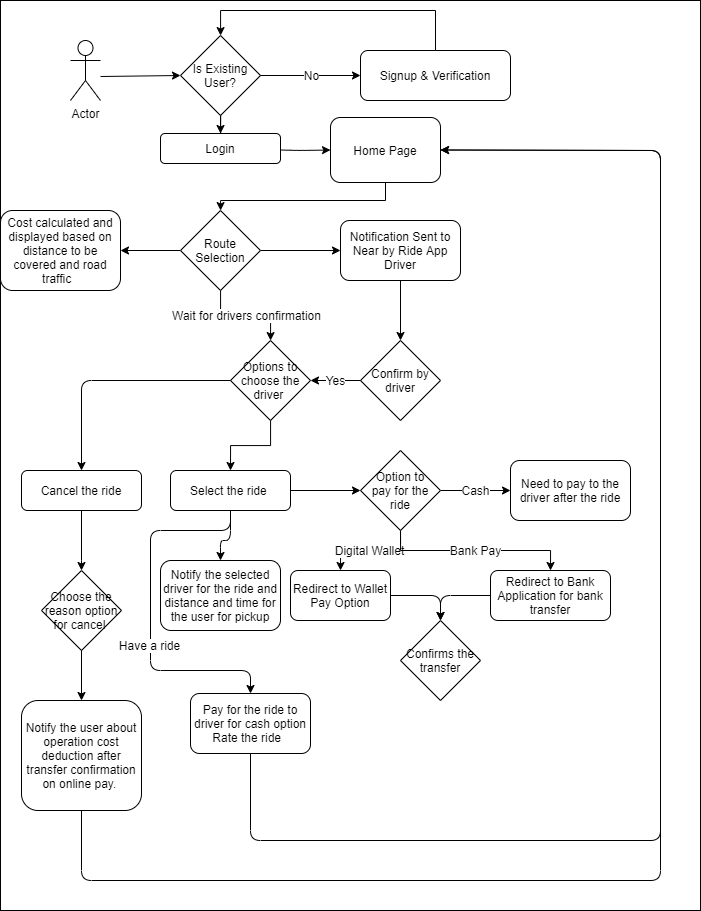 Is Existing
User?
No
Signup & Verification
Actor
Login
Home Page
Cost calculated and
displayed based on
distance to be
covered and road
traffic
Route
Selection
Notification Sent to
Near by Ride App
Driver
Wait for drivers confirmation
Options to
choose the
driver
Yes
Confirm by
driver
Cancel the ride
Select the ride
Option to
pay for the
ride
Cash
Need to pay to the
driver after the ride
Digital Wallet
Bank Pay
Choose the
reason option
for cancel
Notify the selected
driver for the ride and
distance and time for
the user for pickup
Redirect to Wallet
Pay Option
Redirect to Bank
Application for bank
transfer
Have a ride
Confirms the
transfer
Notify the user about
operation cost
deduction after
transfer confirmation
on online pay.
Pay for the ride to
driver for cash option
Rate the ride